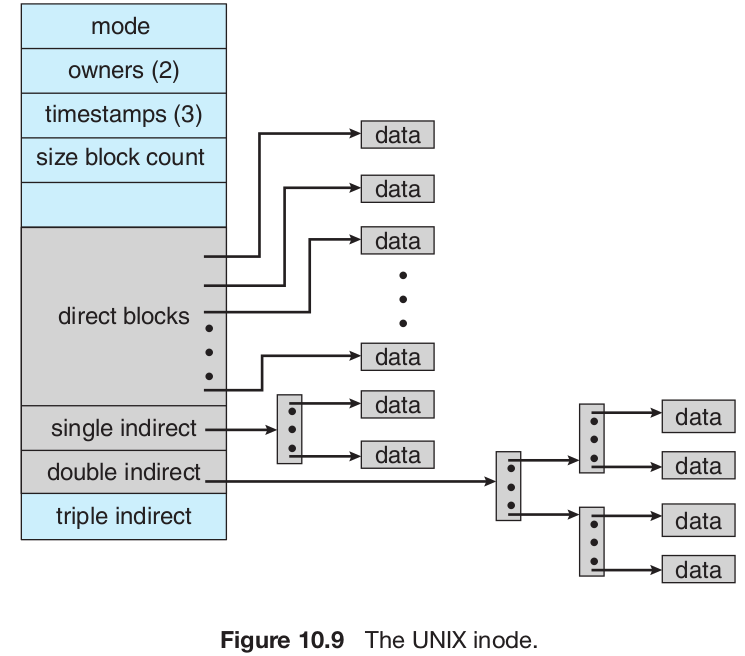 mode
owners (2)
timestamps (3)
size block count
direct blocks
single indirect
double indirect
triple indirect
data
data
data
data
data
data
data
data
data
data
Figure 10.9 The UNIX inode.